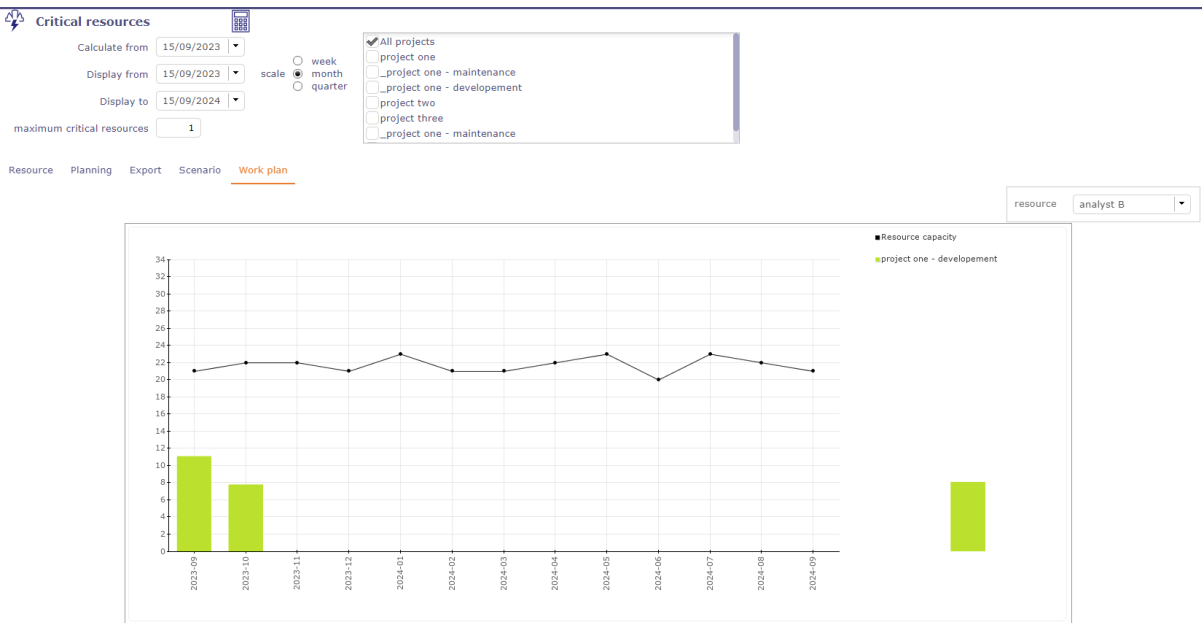 Critical resources
Calculate from 15/09/2023
Display from 15/09/2023
Display to 15/09/2024
maximum critical resources 1
scale
week
month
quarter
All projects
project one
_project one - maintenance
_project one - developement
project two
project three
_project one - maintenance
Resource Planning Export Scenario Work plan
resource analyst B
Resource capacity
project one - developement
34
32
30
28
26
24
22
20
18
16
14
12
10
8
6
4
2
0
2023-09
2023-10
2023-11
2023-12
2024-01
2024-02
2024-03
2024-04
2024-05
2024-06
2024-07
2024-08
2024-09